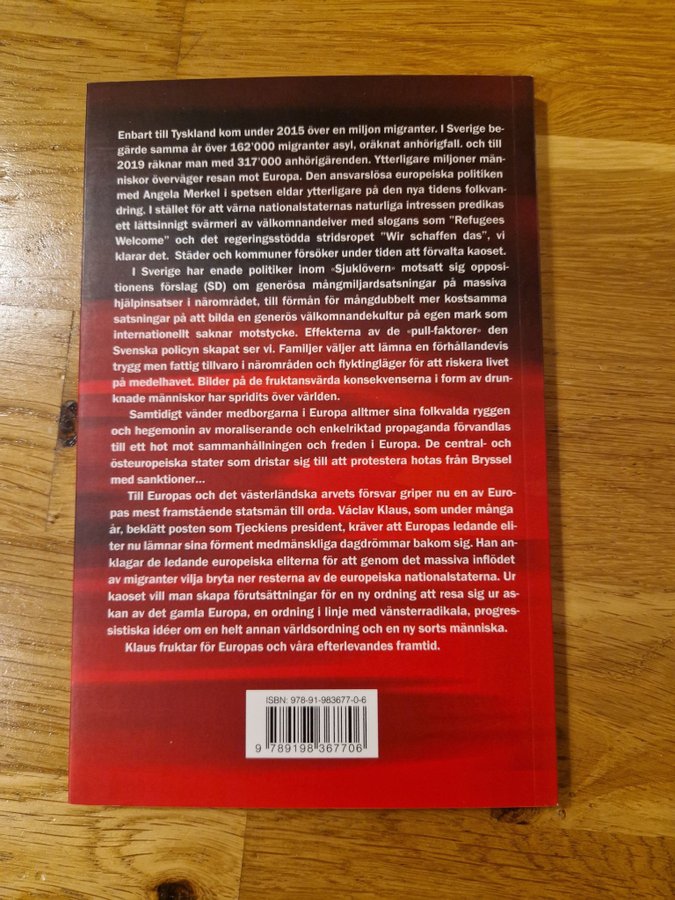 Enbart till Tyskland kom under 2015 över en miljon migranter. I Sverige be-
gärde samma år över 162'000 migranter asyl, oräknat anhörigfall. och till
2019 räknar man med 317'000 anhörigärenden. Ytterligare miljoner män-
niskor överväger resan mot Europa. Den ansvarslösa europeiska politiken
med Angela Merkel i spetsen eldar ytterligare på den nya tidens folkvan-
dring. I stället för att värna nationalstaternas naturliga intressen predikas
ett lättsinnigt svärmeri av välkomnandeiver med slogans som "Refugees
Welcome" och det regeringsstödda stridsropet "Wir schaffen das", vi
klarar det. Städer och kommuner försöker under tiden att förvalta kaoset.
I Sverige har enade politiker inom «Sjuklövern» motsatt sig opposi-
tionens förslag (SD) om generösa mångmiljardsatsningar på massiva
hjälpinsatser i närområdet, till förmån för mångdubbelt mer kostsamma
satsningar på att bilda en generös välkomnandekultur på egen mark som
internationellt saknar motstycke. Effekterna av de «pull-faktorer» den
Svenska policyn skapat ser vi. Familjer väljer att lämna en förhållandevis
trygg men fattig tillvaro i närområden och flyktingläger för att riskera livet
på medelhavet. Bilder på de fruktansvärda konsekvenserna i form av drun-
knade människor har spridits över världen.
Samtidigt vänder medborgarna i Europa alltmer sina folkvalda ryggen
och hegemonin av moraliserande och enkelriktad propaganda förvandlas
till ett hot mot sammanhållningen och freden i Europa. De central- och
östeuropeiska stater som dristar sig till att protestera hotas från Bryssel
med sanktioner...
Till Europas och det västerländska arvets försvar griper nu en av Euro-
pas mest framstående statsmän till orda. Václav Klaus, som under många
år, beklätt posten som Tjeckiens president, kräver att Europas ledande eli-
ter nu lämnar sina förment medmänskliga dagdrömmar bakom sig. Han an-
klagar de ledande europeiska eliterna för att genom det massiva inflödet
av migranter vilja bryta ner resterna av de europeiska nationalstaterna. Ur
kaoset vill man skapa förutsättningar för en ny ordning att resa sig ur as-
kan av det gamla Europa, en ordning i linje med vänsterradikala, progres-
sistiska idéer om en helt annan världsordning och en ny sorts människa.
Klaus fruktar för Europas och våra efterlevandes framtid.
ISBN: 978-91-983677-0-6
9 789198 367706